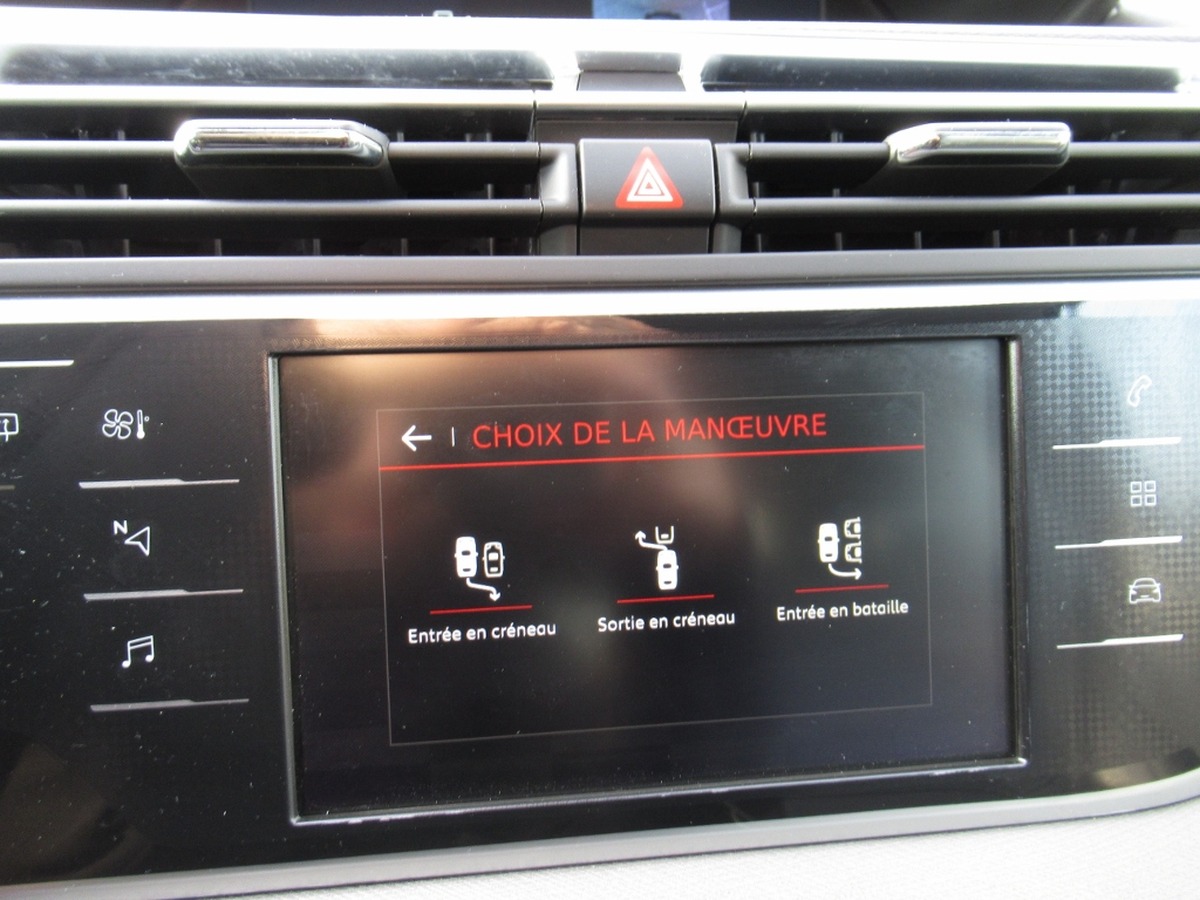 CHOIX DE LA MANŒUVRE
Entrée en créneau
Sortie en créneau
Entrée en bataille
N